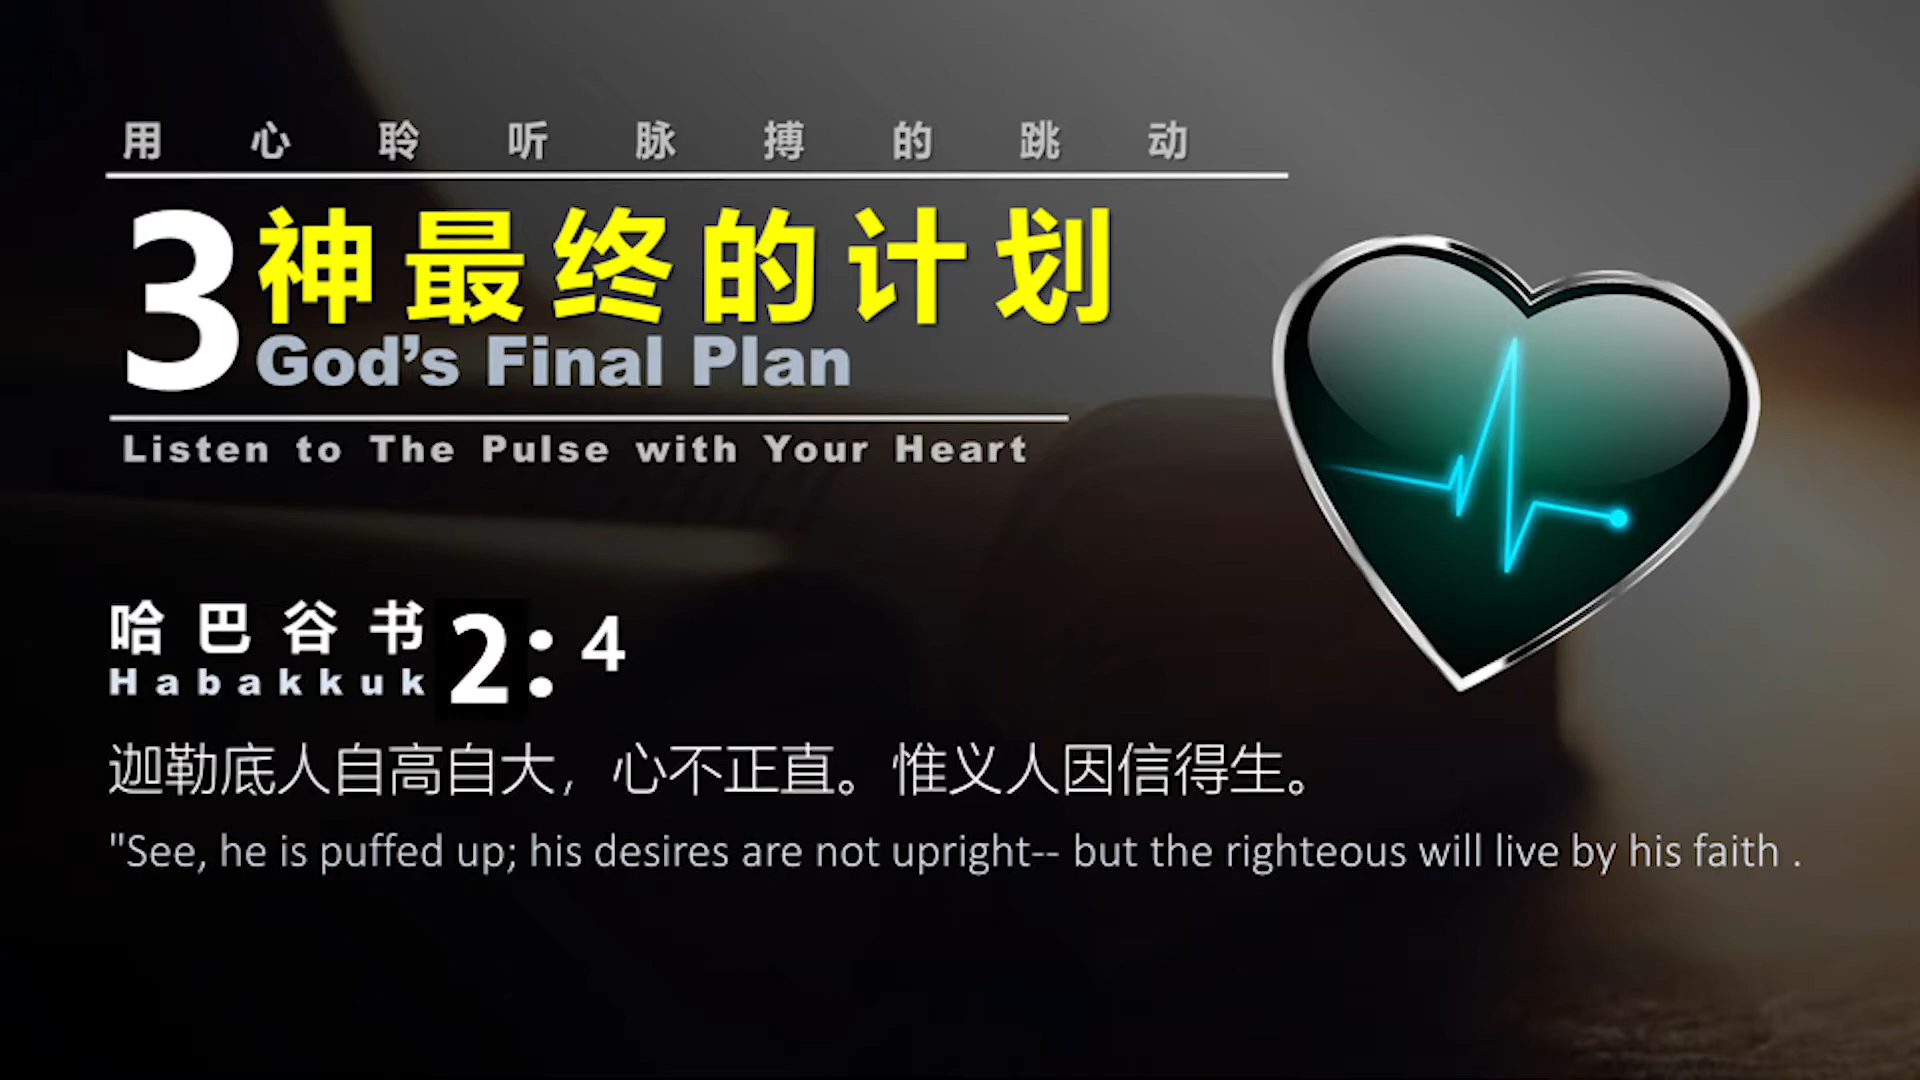 用心聆听脉搏的跳动
3 神最终的计划
God's Final Plan
Listen to The Pulse with Your Heart
哈巴谷书 2:4
Habakkuk
迦勒底人自高自大，心不正直。惟义人因信得生。
"See, he is puffed up; his desires are not upright-- but the righteous will live by his faith .